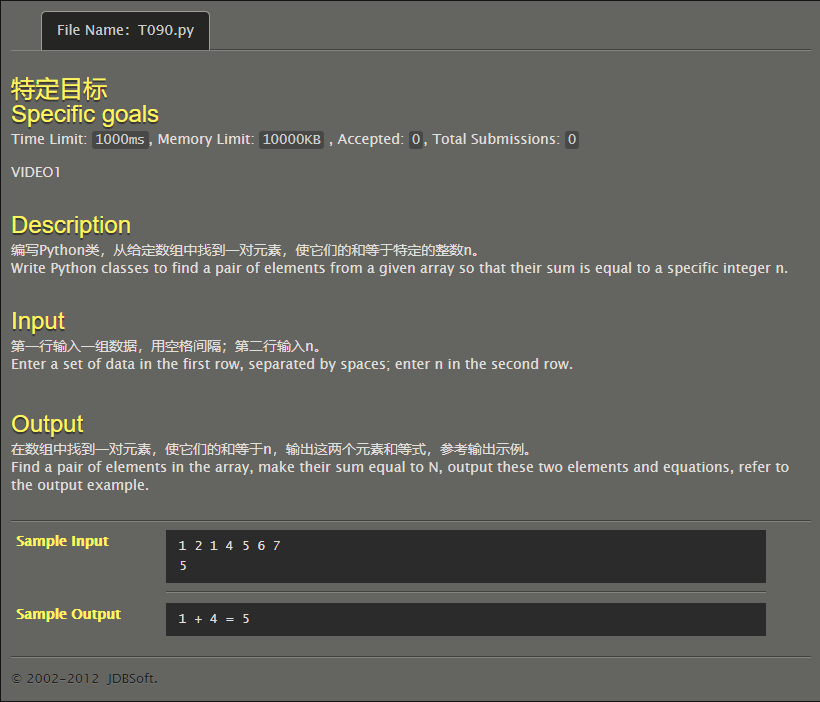 File Name: T090.py
特定目标
Specific goals
Time Limit: 1000ms, Memory Limit: 10000KB , Accepted: 0, Total Submissions: 0
VIDEO1
Description
编写Python类，从给定数组中找到一对元素，使它们的和等于特定的整数n。
Write Python classes to find a pair of elements from a given array so that their sum is equal to a specific integer n.
Input
第一行输入一组数据，用空格间隔；第二行输入n。
Enter a set of data in the first row, separated by spaces; enter n in the second row.
Output
在数组中找到一对元素，使它们的和等于n，输出这两个元素和等式，参考输出示例。
Find a pair of elements in the array, make their sum equal to N, output these two elements and equations, refer to
the output example.
Sample Input
1 2 1 4 5 6 7
5
Sample Output
1 + 4 = 5
© 2002-2012 JDBSoft.